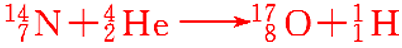 ¹⁴₇N + ⁴₂He ⟶ ¹⁷₈O + ¹₁H